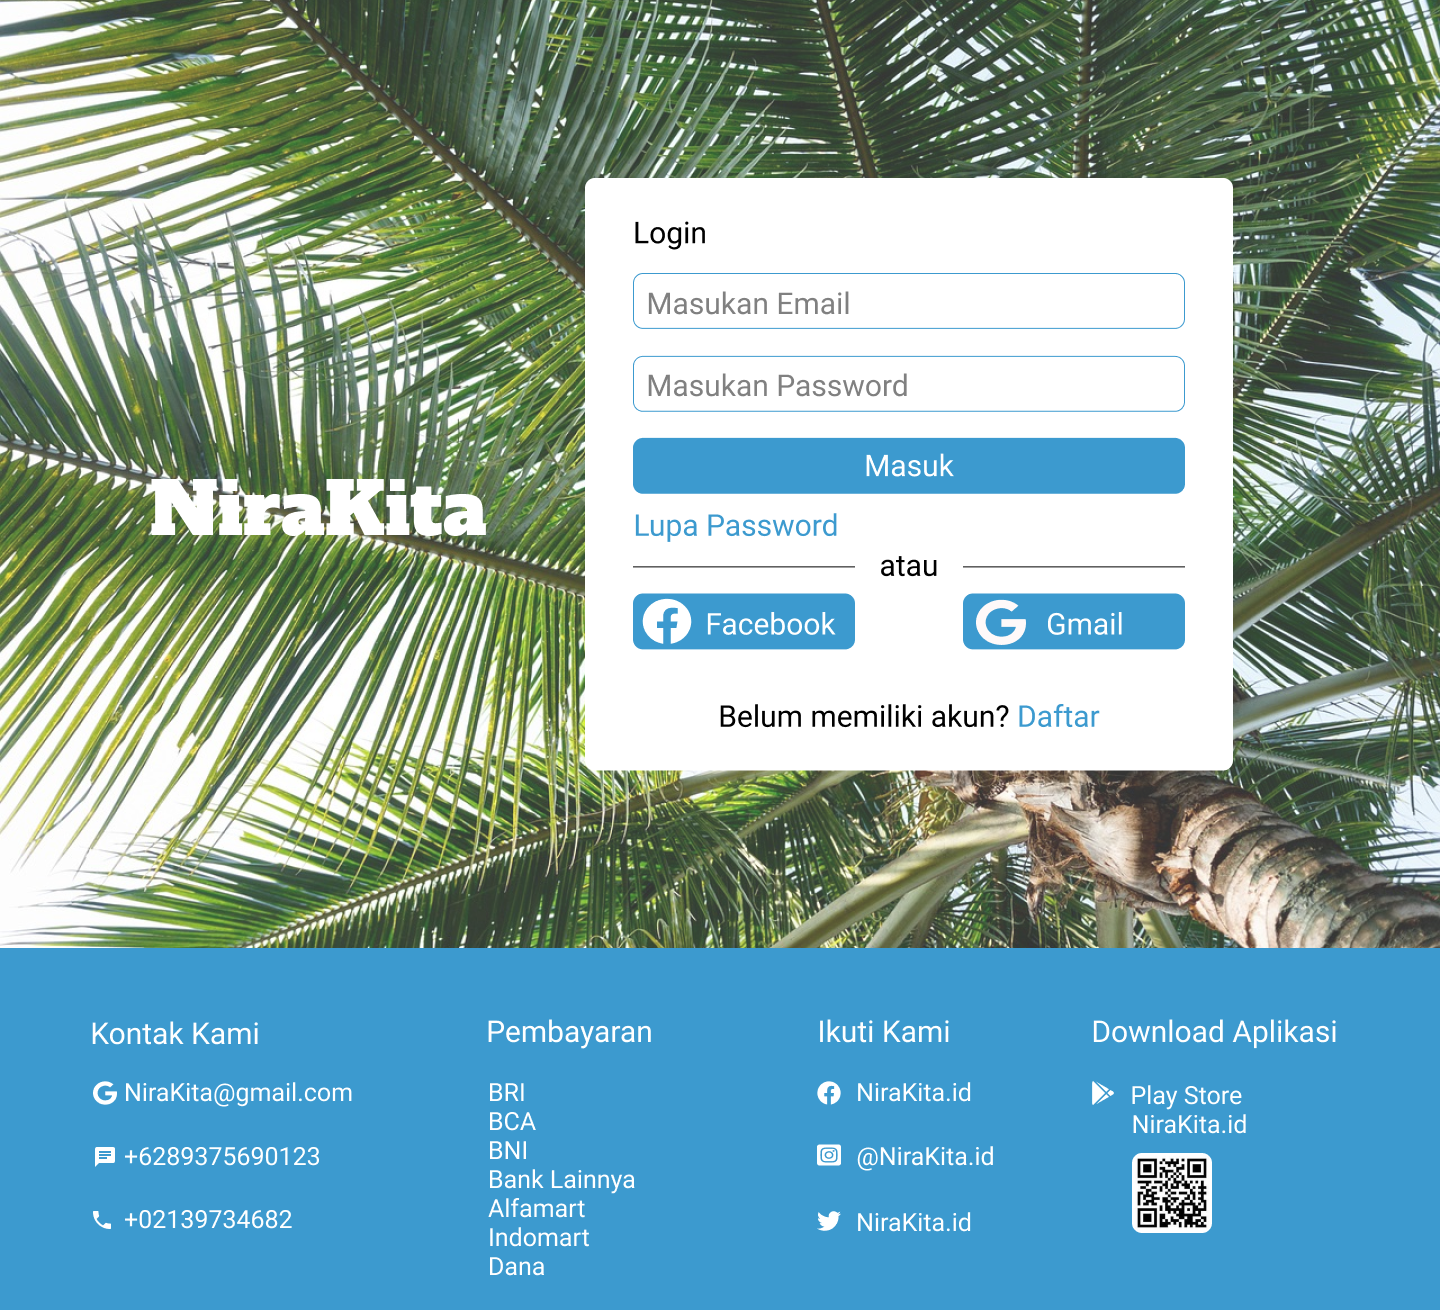 NiraKita
Login
Masukan Email
Masukan Password
Masuk
Lupa Password
atau
Facebook
Gmail
Belum memiliki akun? Daftar
Kontak Kami
NiraKita@gmail.com
+6289375690123
+02139734682
Pembayaran
BRI
BCA
BNI
Bank Lainnya
Alfamart
Indomart
Dana
Ikuti Kami
NiraKita.id
@NiraKita.id
NiraKita.id
Download Aplikasi
Play Store
NiraKita.id